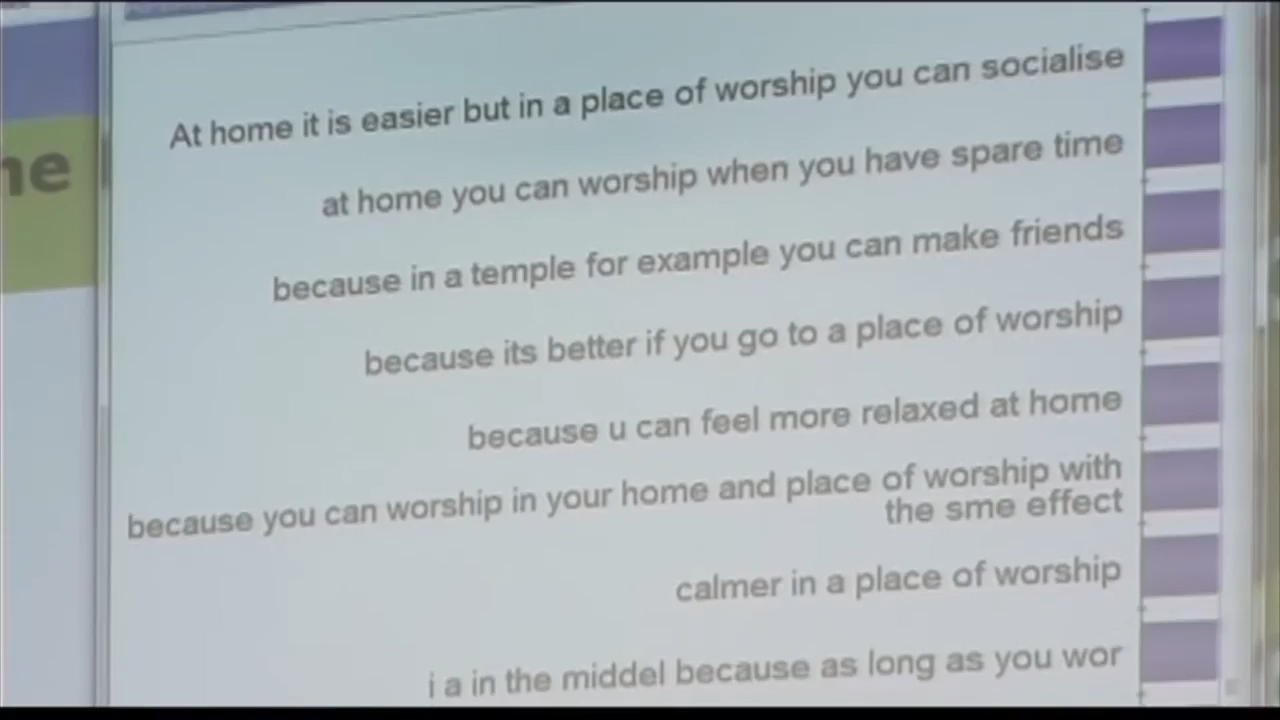 ne
At home it is easier but in a place of worship you can socialise
at home you can worship when you have spare time
because in a temple for example you can make friends
because its better if you go to a place of worship
because u can feel more relaxed at home
because you can worship in your home and place of worship with
the sme effect
calmer in a place of worship
i a in the middel because as long as you wor